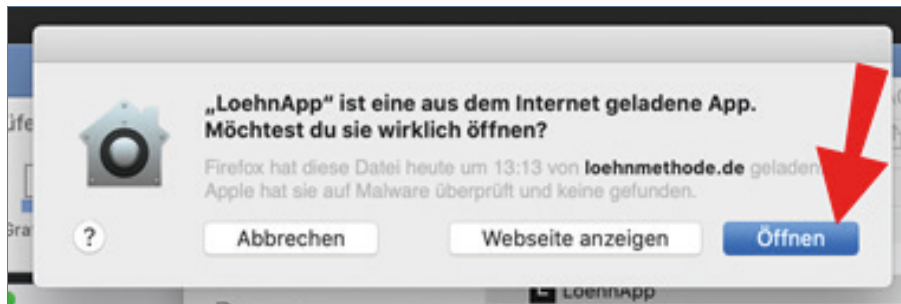 „LoehnApp“ ist eine aus dem Internet geladene App.
Möchtest du sie wirklich öffnen?
Firefox hat diese Datei heute um 13:13 von loehnmethode.de geladen
Apple hat sie auf Malware überprüft und keine gefunden.
?
Abbrechen
Webseite anzeigen
Öffnen
LoehnApp